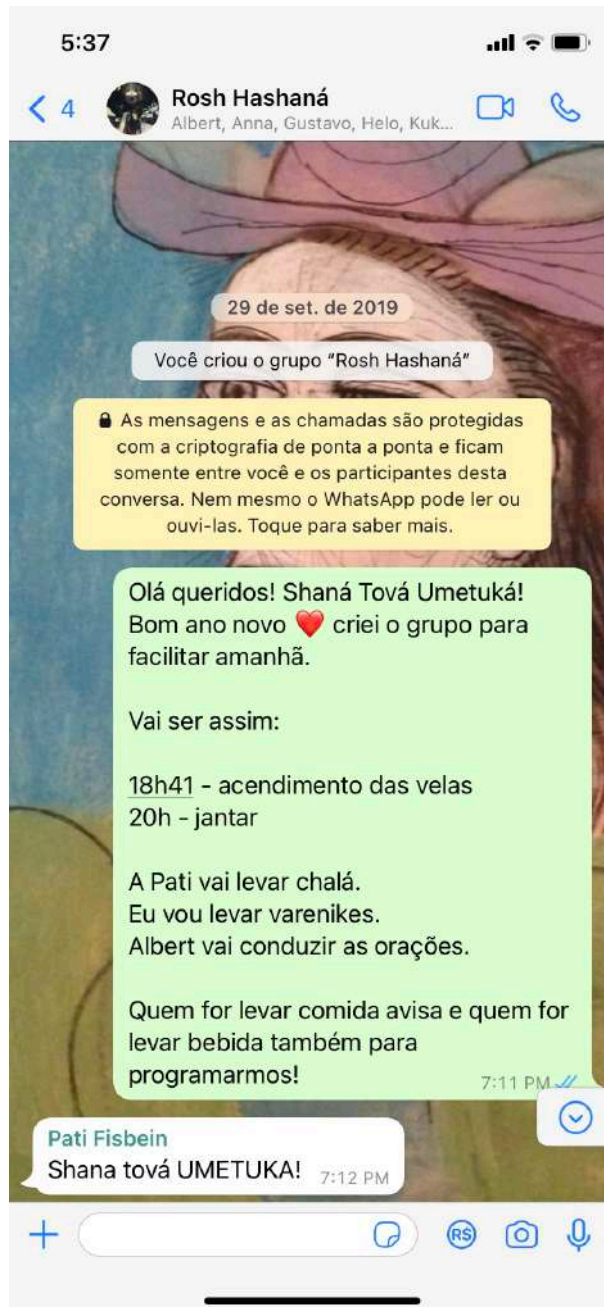 5:37
4
Rosh Hashaná
Albert, Anna, Gustavo, Helo, Kuk...
29 de set. de 2019
Você criou o grupo “Rosh Hashaná”
As mensagens e as chamadas são protegidas
com a criptografia de ponta a ponta e ficam
somente entre você e os participantes desta
conversa. Nem mesmo o WhatsApp pode ler ou
ouvi-las. Toque para saber mais.
Olá queridos! Shaná Tová Umetuká!
Bom ano novo ❤️ criei o grupo para
facilitar amanhã.
Vai ser assim:
18h41 - acendimento das velas
20h - jantar
A Pati vai levar chalá.
Eu vou levar varenikes.
Albert vai conduzir as orações.
Quem for levar comida avisa e quem for
levar bebida também para
programarmos!
7:11 PM
Pati Fisbein
Shana tová UMETUKA!
7:12 PM
R$